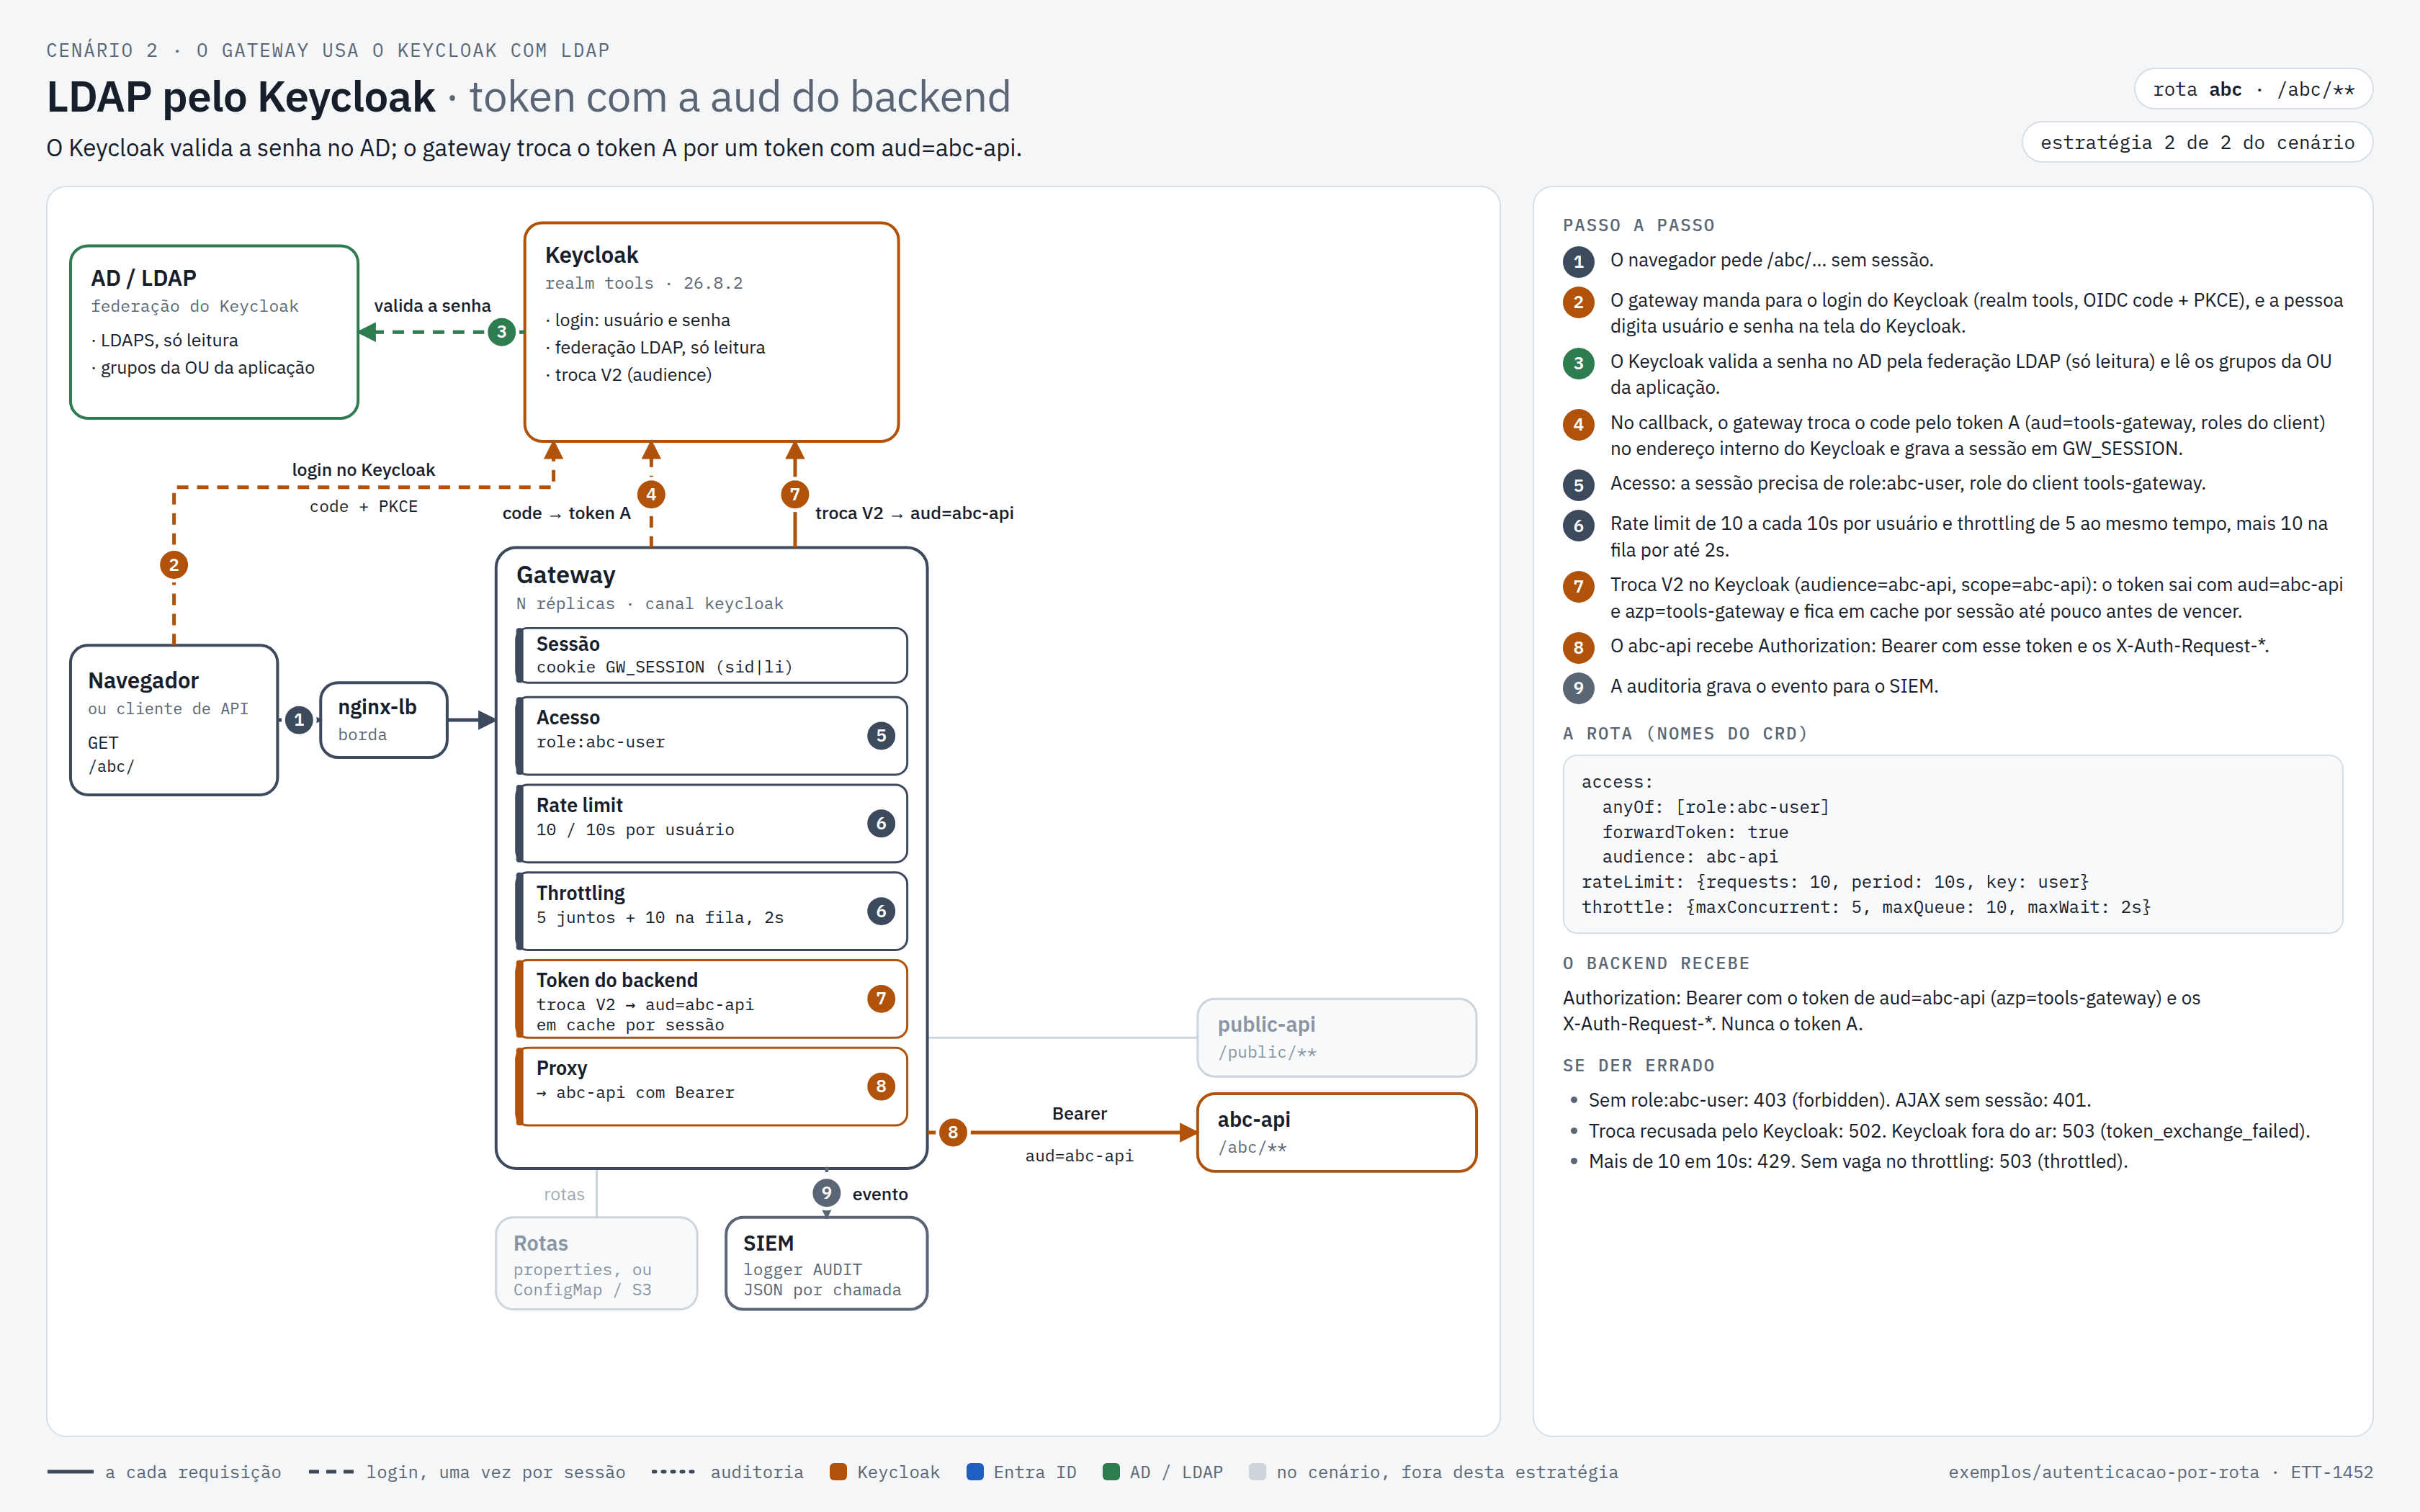 CENÁRIO 2 · O GATEWAY USA O KEYCLOAK COM LDAP
LDAP pelo Keycloak · token com a aud do backend
O Keycloak valida a senha no AD; o gateway troca o token A por um token com aud=abc-api.
rota abc · /abc/**
estratégia 2 de 2 do cenário
AD / LDAP
federação do Keycloak
· LDAPS, só leitura
· grupos da OU da aplicação
valida a senha
3
Keycloak
realm tools · 26.8.2
· login: usuário e senha
· federação LDAP, só leitura
· troca V2 (audience)
login no Keycloak
code + PKCE
2
4
code → token A
7
troca V2 → aud=abc-api
Navegador
ou cliente de API
GET
/abc/
1
nginx-lb
borda
Gateway
N réplicas · canal keycloak
Sessão
cookie GW_SESSION (sid|li)
Acesso
role:abc-user
5
Rate limit
10 / 10s por usuário
6
Throttling
5 juntos + 10 na fila, 2s
6
Token do backend
troca V2 → aud=abc-api
em cache por sessão
7
Proxy
→ abc-api com Bearer
8
public-api
/public/**
8
Bearer
aud=abc-api
abc-api
/abc/**
rotas
9
evento
Rotas
properties, ou
ConfigMap / S3
SIEM
logger AUDIT
JSON por chamada
PASSO A PASSO
1 O navegador pede /abc/... sem sessão.
2 O gateway manda para o login do Keycloak (realm tools, OIDC code + PKCE), e a pessoa
digita usuário e senha na tela do Keycloak.
3 O Keycloak valida a senha no AD pela federação LDAP (só leitura) e lê os grupos da OU
da aplicação.
4 No callback, o gateway troca o code pelo token A (aud=tools-gateway, roles do client)
no endereço interno do Keycloak e grava a sessão em GW_SESSION.
5 Acesso: a sessão precisa de role:abc-user, role do client tools-gateway.
6 Rate limit de 10 a cada 10s por usuário e throttling de 5 ao mesmo tempo, mais 10 na
fila por até 2s.
7 Troca V2 no Keycloak (audience=abc-api, scope=abc-api): o token sai com aud=abc-api
e azp=tools-gateway e fica em cache por sessão até pouco antes de vencer.
8 O abc-api recebe Authorization: Bearer com esse token e os X-Auth-Request-*.
9 A auditoria grava o evento para o SIEM.
A ROTA (NOMES DO CRD)
access:
  anyOf: [role:abc-user]
  forwardToken: true
  audience: abc-api
rateLimit: {requests: 10, period: 10s, key: user}
throttle: {maxConcurrent: 5, maxQueue: 10, maxWait: 2s}
O BACKEND RECEBE
Authorization: Bearer com o token de aud=abc-api (azp=tools-gateway) e os
X-Auth-Request-*. Nunca o token A.
SE DER ERRADO
• Sem role:abc-user: 403 (forbidden). AJAX sem sessão: 401.
• Troca recusada pelo Keycloak: 502. Keycloak fora do ar: 503 (token_exchange_failed).
• Mais de 10 em 10s: 429. Sem vaga no throttling: 503 (throttled).
a cada requisição
login, uma vez por sessão
auditoria
Keycloak
Entra ID
AD / LDAP
no cenário, fora desta estratégia
exemplos/autenticacao-por-rota · ETT-1452